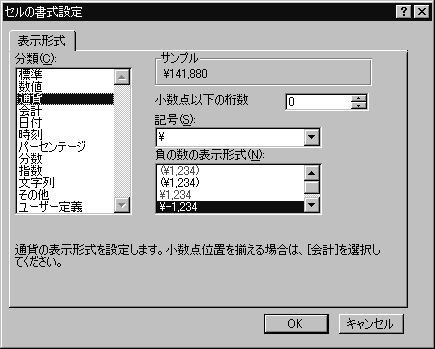 セルの書式設定
表示形式
分類(C):
標準
数値
通貨
会計
日付
時刻
パーセンテージ
分数
指数
文字列
その他
ユーザー定義
サンプル
¥141,880
小数点以下の桁数
0
記号(S):
¥
負の数の表示形式(N):
(¥1,234)
(¥1,234)
¥1,234
¥-1,234
通貨の表示形式を設定します。小数点位置を揃える場合は、[会計]を選択し
てください。
OK
キャンセル